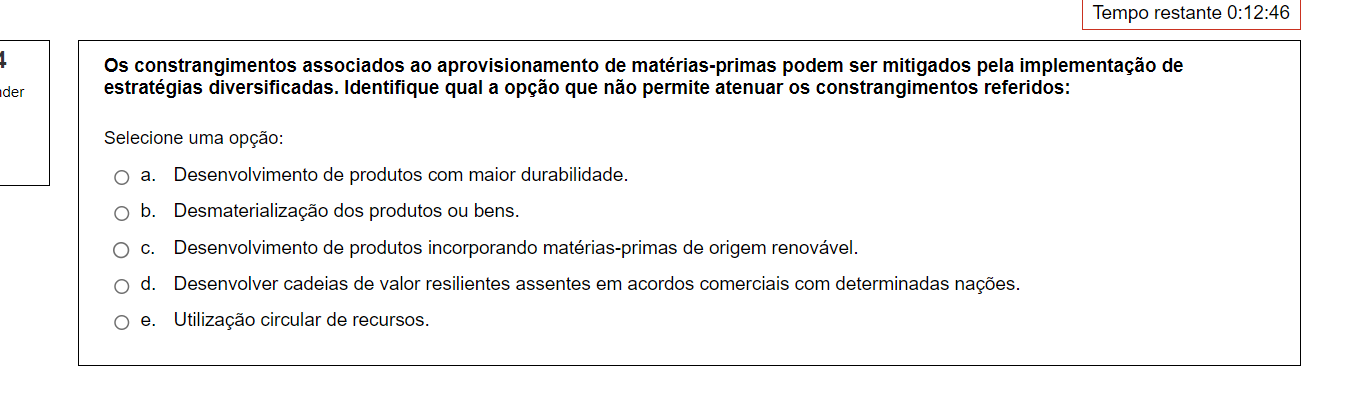 Tempo restante 0:12:46
4
Os constrangimentos associados ao aprovisionamento de matérias-primas podem ser mitigados pela implementação de
estratégias diversificadas. Identifique qual a opção que não permite atenuar os constrangimentos referidos:
Selecione uma opção:
a. Desenvolvimento de produtos com maior durabilidade.
b. Desmaterialização dos produtos ou bens.
c. Desenvolvimento de produtos incorporando matérias-primas de origem renovável.
d. Desenvolver cadeias de valor resilientes assentes em acordos comerciais com determinadas nações.
e. Utilização circular de recursos.